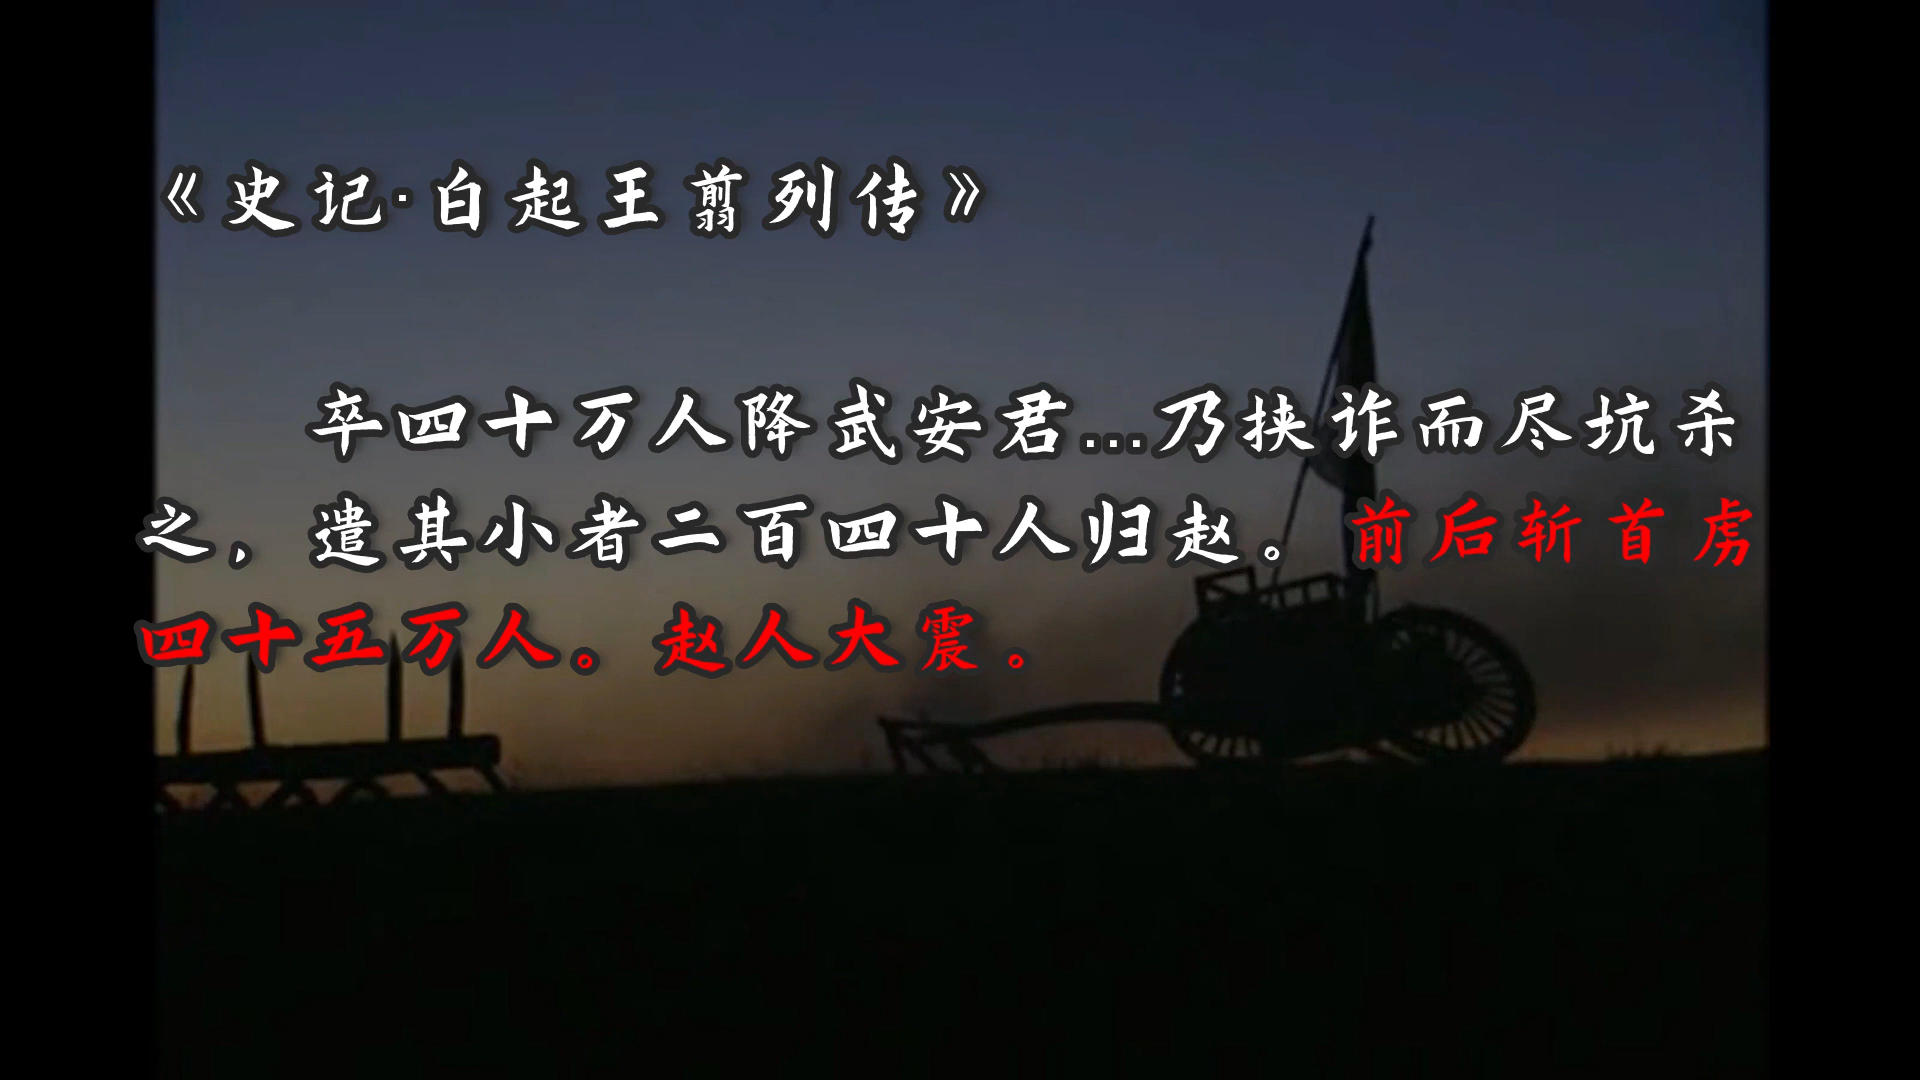 《史记·白起王翦列传》
卒四十万人降武安君...乃挟诈而尽坑杀
之，遣其小者二百四十人归赵。前后斩首虏
四十五万人。赵人大震。